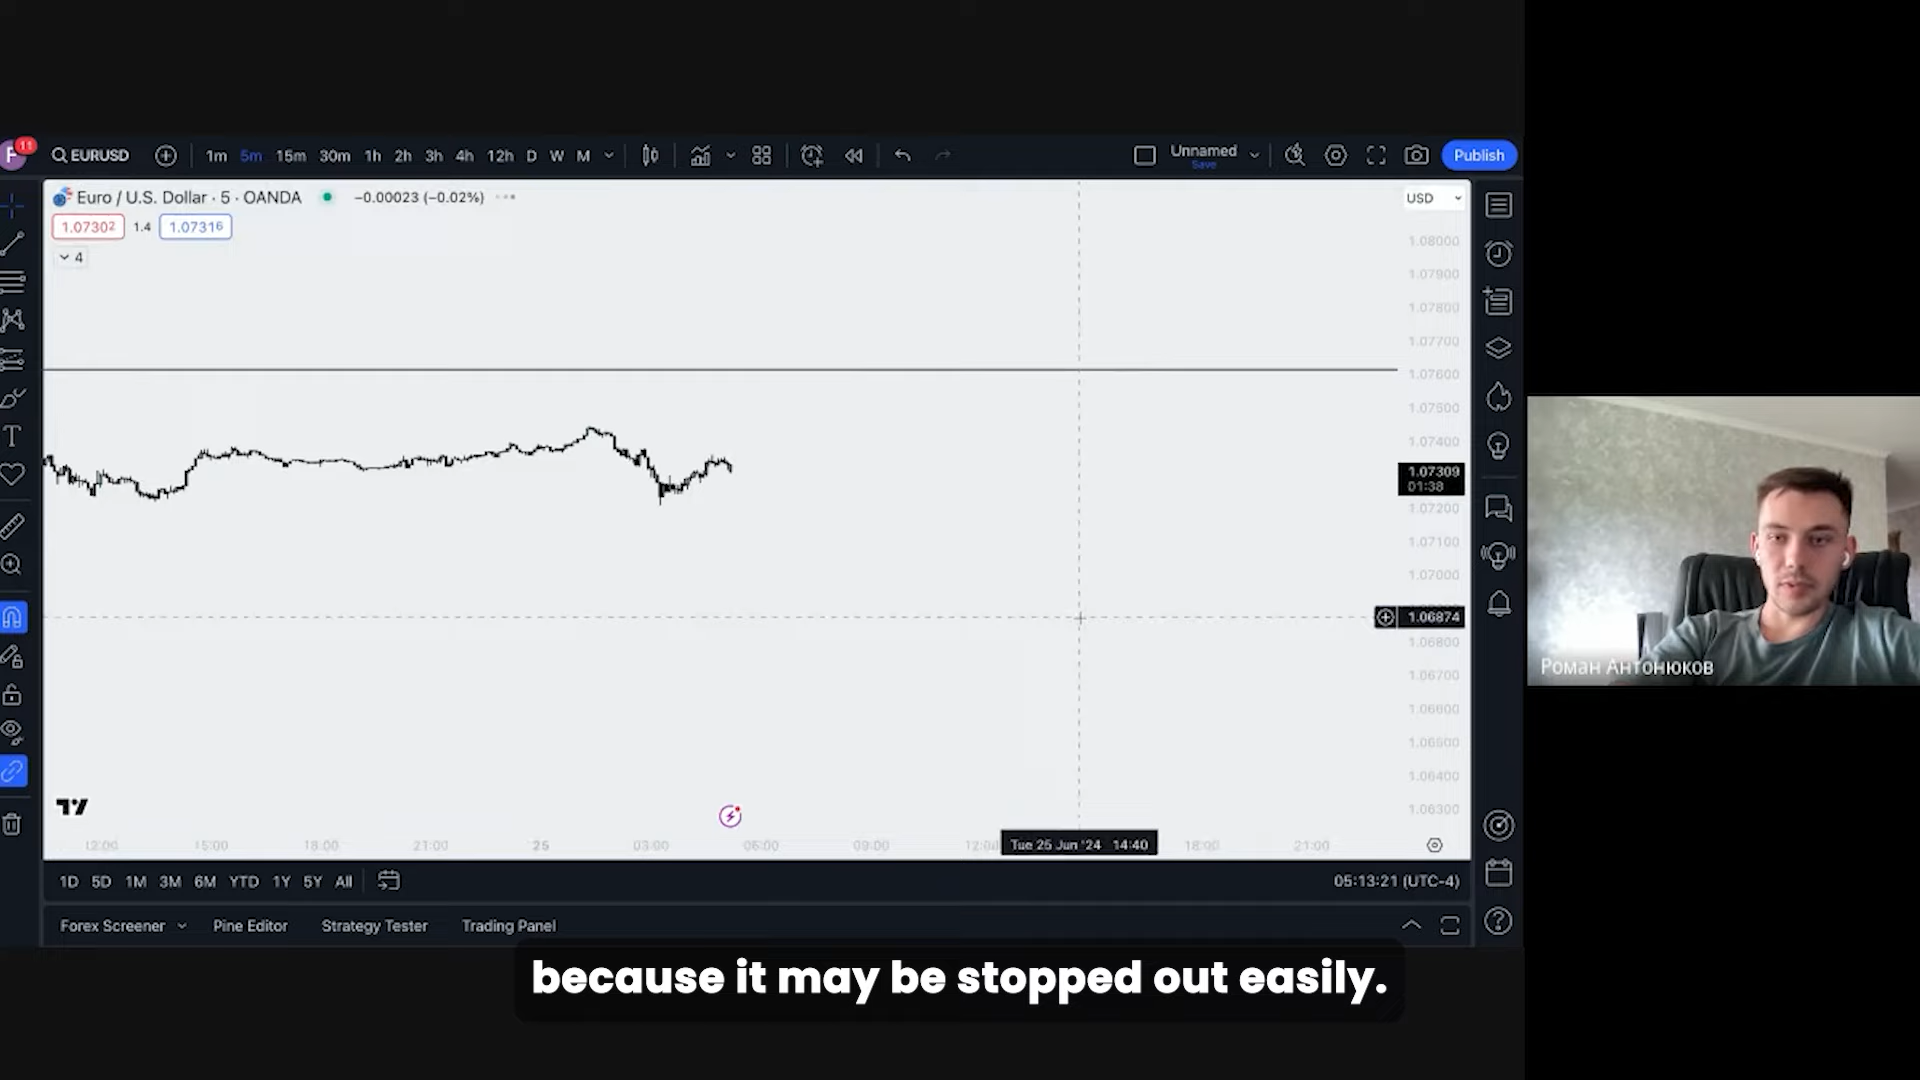 F 11 EURUSD 1m 5m 15m 30m 1h 2h 3h 4h 12h D W M Unnamed Save Publish
Euro / U.S. Dollar · 5 · OANDA −0.00023 (−0.02%) USD
1.07302 1.4 1.07316
4
1.08000
1.07900
1.07800
1.07700
1.07600
1.07500
1.07400
1.07309
01:38
1.07200
1.07100
1.07000
1.06874
1.06800
1.06700
1.06600
1.06500
1.06400
1.06300
12:00 15:00 18:00 21:00 25 03:00 06:00 09:00 Tue 25 Jun '24 14:40 18:00 21:00
1D 5D 1M 3M 6M YTD 1Y 5Y All 05:13:21 (UTC-4)
Forex Screener Pine Editor Strategy Tester Trading Panel
Роман Антонюков
because it may be stopped out easily.